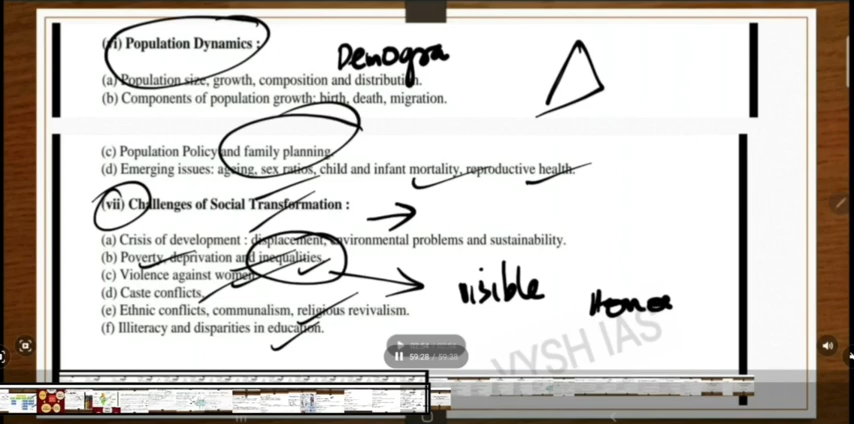 (vi) Population Dynamics :
Demogra
(a) Population size, growth, composition and distribution.
(b) Components of population growth: birth, death, migration.
(c) Population Policy and family planning.
(d) Emerging issues: ageing, sex ratios, child and infant mortality, reproductive health.
(vii) Challenges of Social Transformation :
(a) Crisis of development : displacement, environmental problems and sustainability.
(b) Poverty, deprivation and inequalities.
(c) Violence against women.
(d) Caste conflicts.
visible
(e) Ethnic conflicts, communalism, religious revivalism.
(f) Illiteracy and disparities in education.
VYSH IAS
59:28 / 59:38